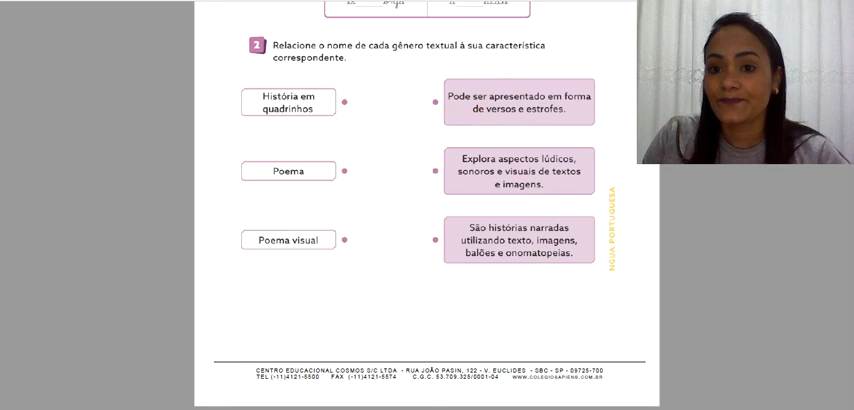 2 Relacione o nome de cada gênero textual à sua característica
correspondente.
História em
quadrinhos
Pode ser apresentado em forma
de versos e estrofes.
Poema
Explora aspectos lúdicos,
sonoros e visuais de textos
e imagens.
Poema visual
São histórias narradas
utilizando texto, imagens,
balões e onomatopeias.
NGUA PORTUGUESA
CENTRO EDUCACIONAL COSMOS S/C LTDA - RUA JOÃO PASIN, 122 - V. EUCLIDES - SBC - SP - 09725-700
TEL (-11)4121-5500 FAX (-11)4121-5574 C.G.C. 53.709.325/0001-04 WWW.COLEGIOSAPIENS.COM.BR